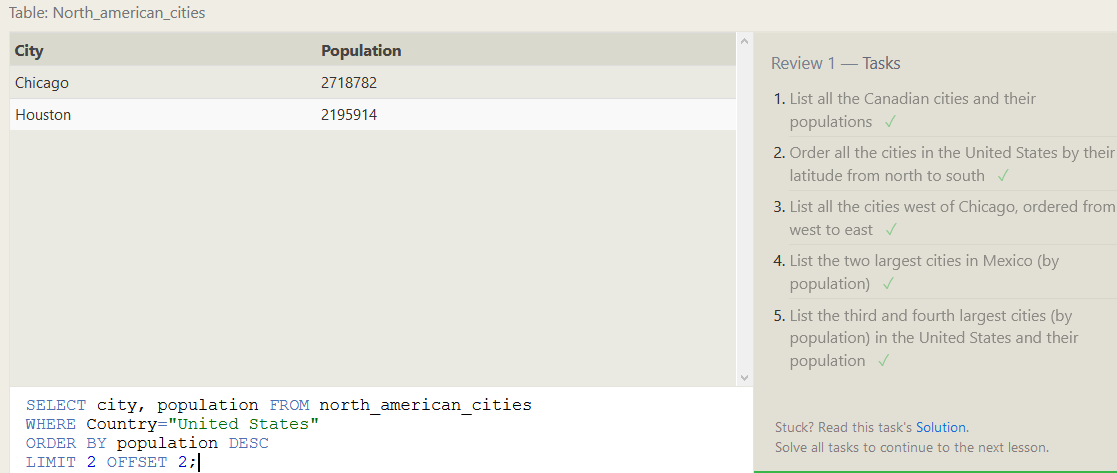 Table: North_american_cities
City Population
Chicago 2718782
Houston 2195914
SELECT city, population FROM north_american_cities
WHERE Country="United States"
ORDER BY population DESC
LIMIT 2 OFFSET 2;
Review 1 — Tasks
1. List all the Canadian cities and their
populations ✓
2. Order all the cities in the United States by their
latitude from north to south ✓
3. List all the cities west of Chicago, ordered from
west to east ✓
4. List the two largest cities in Mexico (by
population) ✓
5. List the third and fourth largest cities (by
population) in the United States and their
population ✓
Stuck? Read this task's Solution.
Solve all tasks to continue to the next lesson.